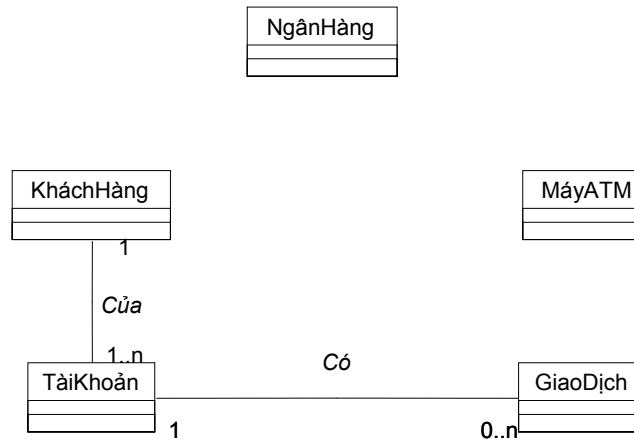 NgânHàng
KháchHàng
MáyATM
1
Của
1..n
Có
TàiKhoản
GiaoDịch
1
0..n